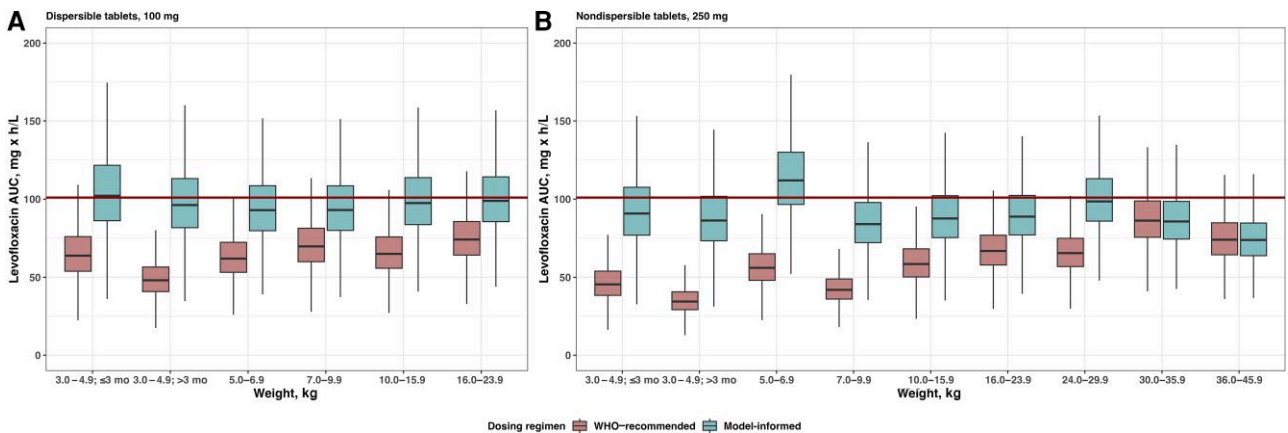 A
Dispersible tablets, 100 mg
Levofloxacin AUC, mg x h/L
200
150
100
50
0
3.0–4.9; ≤3 mo 3.0–4.9; >3 mo 5.0–6.9 7.0–9.9 10.0–15.9 16.0–23.9
Weight, kg
B
Nondispersible tablets, 250 mg
Levofloxacin AUC, mg x h/L
200
150
100
50
0
3.0–4.9; ≤3 mo 3.0–4.9; >3 mo 5.0–6.9 7.0–9.9 10.0–15.9 16.0–23.9 24.0–29.9 30.0–35.9 36.0–45.9
Weight, kg
Dosing regimen WHO–recommended Model–informed